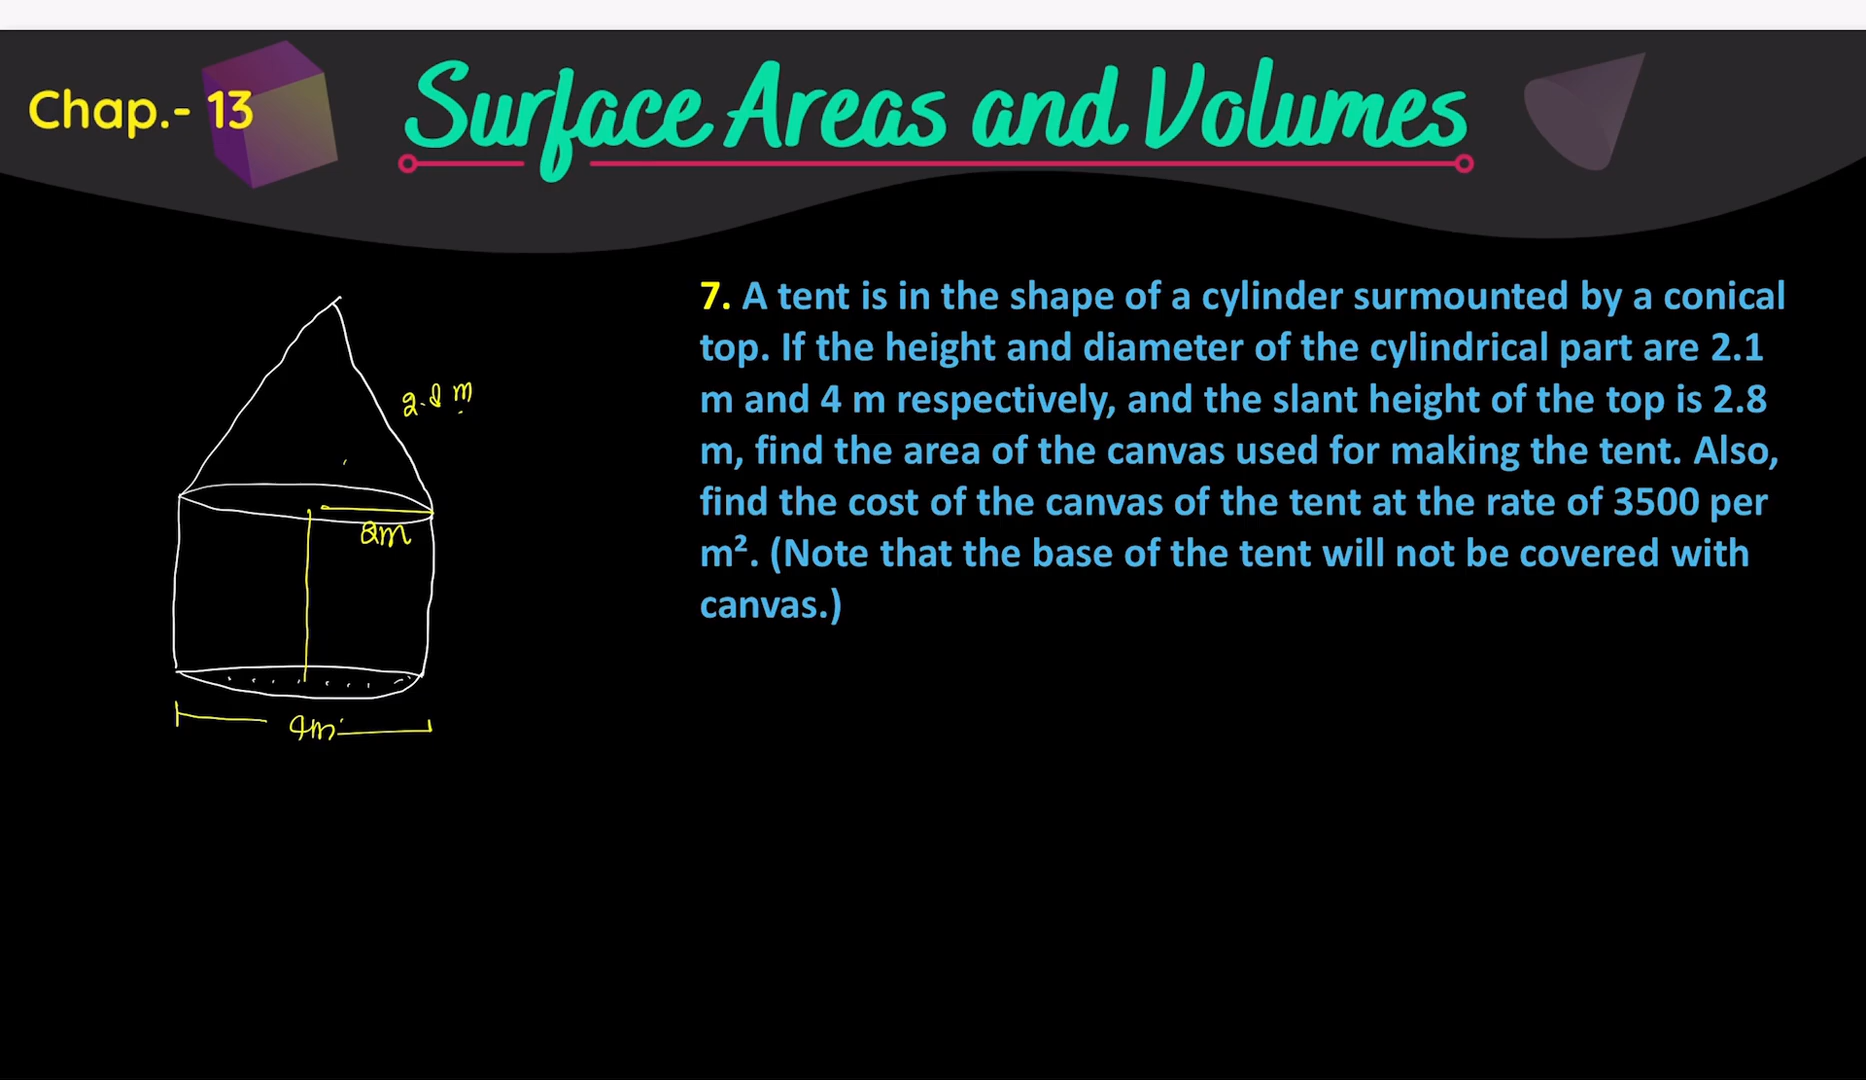 Chap.- 13
Surface Areas and Volumes
7. A tent is in the shape of a cylinder surmounted by a conical
top. If the height and diameter of the cylindrical part are 2.1
m and 4 m respectively, and the slant height of the top is 2.8
m, find the area of the canvas used for making the tent. Also,
find the cost of the canvas of the tent at the rate of 3500 per
m². (Note that the base of the tent will not be covered with
canvas.)
2.8 m
2m
4m